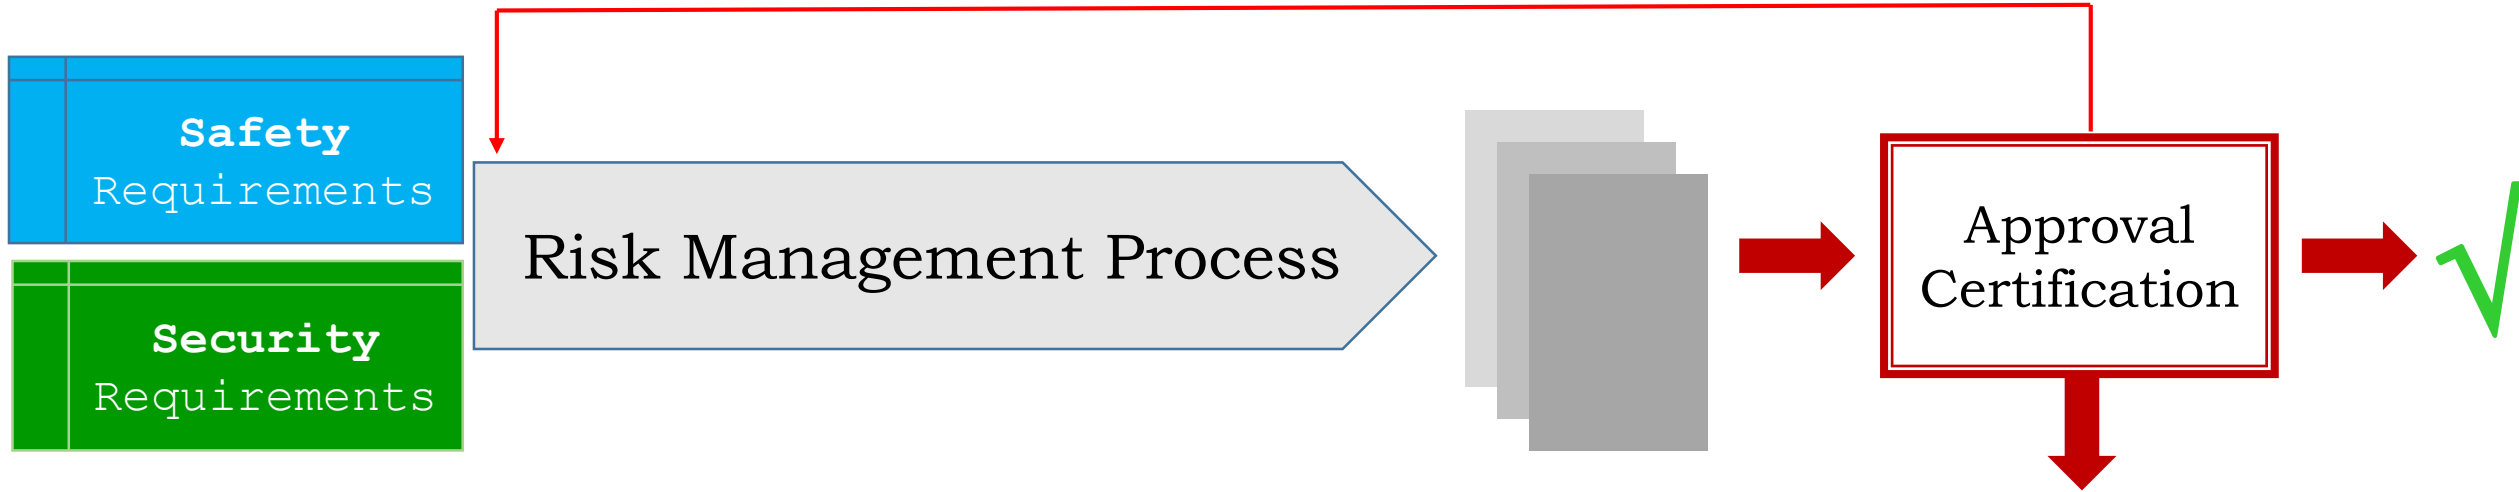 Safety
Requirements
Security
Requirements
Risk Management Process
Approval
Certification